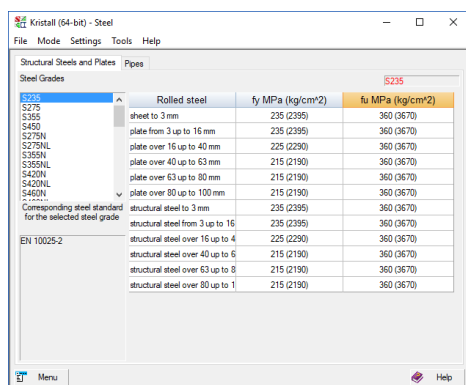 Kristall (64-bit) - Steel
File Mode Settings Tools Help
Structural Steels and Plates Pipes
Steel Grades
S235
S235
S275
S355
S450
S275N
S275NL
S355N
S355NL
S420N
S420NL
S460N
Corresponding steel standard
for the selected steel grade
EN 10025-2
Rolled steel fy MPa (kg/cm^2) fu MPa (kg/cm^2)
sheet to 3 mm 235 (2395) 360 (3670)
plate from 3 up to 16 mm 235 (2395) 360 (3670)
plate over 16 up to 40 mm 225 (2290) 360 (3670)
plate over 40 up to 63 mm 215 (2190) 360 (3670)
plate over 63 up to 80 mm 215 (2190) 360 (3670)
plate over 80 up to 100 mm 215 (2190) 360 (3670)
structural steel to 3 mm 235 (2395) 360 (3670)
structural steel from 3 up to 16 235 (2395) 360 (3670)
structural steel over 16 up to 4 225 (2290) 360 (3670)
structural steel over 40 up to 6 215 (2190) 360 (3670)
structural steel over 63 up to 8 215 (2190) 360 (3670)
structural steel over 80 up to 1 215 (2190) 360 (3670)
Menu Help